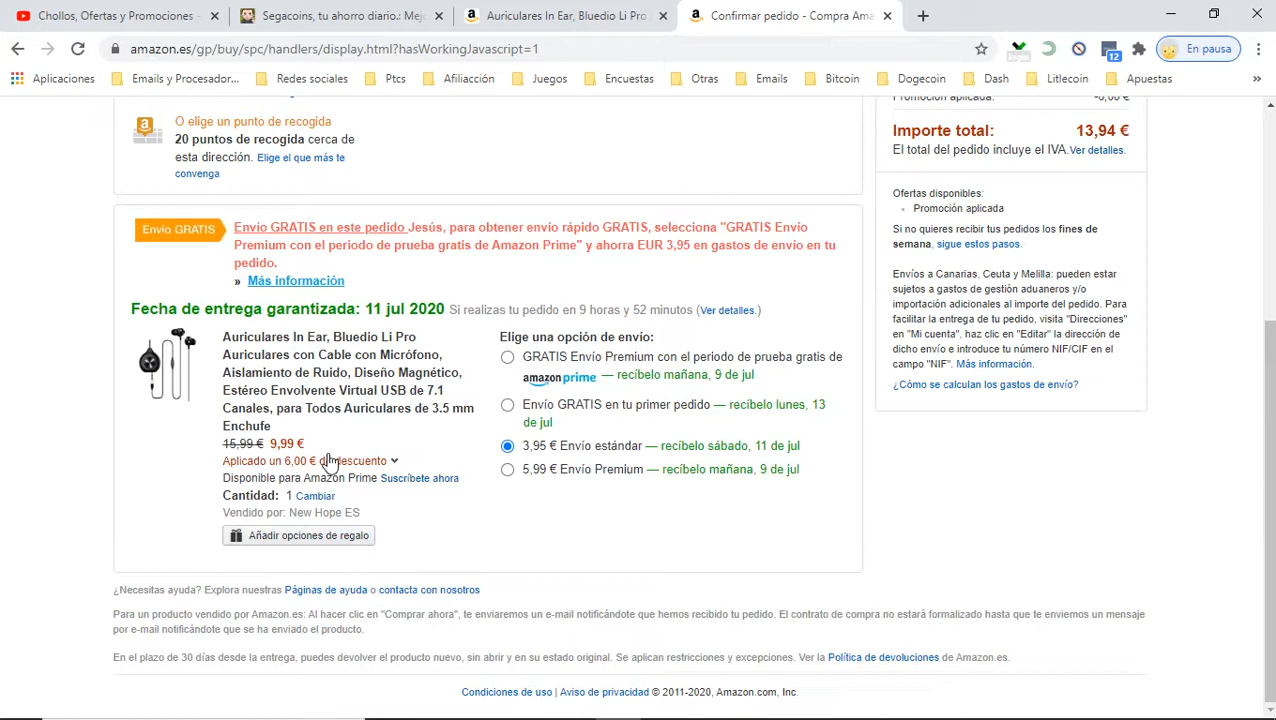 Chollos, Ofertas y Promociones -
Segacoins, tu ahorro diario.: Mej
Auriculares In Ear, Bluedio Li Pro
Confirmar pedido - Compra Ama
amazon.es/gp/buy/spc/handlers/display.html?hasWorkingJavascript=1
12
En pausa
Aplicaciones
Emails y Procesador...
Redes sociales
Ptcs
Afiliacción
Juegos
Encuestas
Otras
Emails
Bitcoin
Dogecoin
Dash
Litlecoin
Apuestas
»
O elige un punto de recogida
20 puntos de recogida cerca de
esta dirección. Elige el que más te
convenga
Envío GRATIS
Envío GRATIS en este pedido Jesús, para obtener envío rápido GRATIS, selecciona "GRATIS Envío
Premium con el periodo de prueba gratis de Amazon Prime" y ahorra EUR 3,95 en gastos de envío en tu
pedido.
» Más información
Fecha de entrega garantizada: 11 jul 2020 Si realizas tu pedido en 9 horas y 52 minutos (Ver detalles.)
Auriculares In Ear, Bluedio Li Pro
Auriculares con Cable con Micrófono,
Aislamiento de Ruido, Diseño Magnético,
Estéreo Envolvente Virtual USB de 7.1
Canales, para Todos Auriculares de 3.5 mm
Enchufe
15,99 € 9,99 €
Aplicado un 6,00 € descuento
Disponible para Amazon Prime Suscríbete ahora
Cantidad: 1 Cambiar
Vendido por: New Hope ES
Añadir opciones de regalo
Elige una opción de envío:
GRATIS Envío Premium con el periodo de prueba gratis de
amazon prime — recíbelo mañana, 9 de jul
Envío GRATIS en tu primer pedido — recíbelo lunes, 13
de jul
3,95 € Envío estándar — recíbelo sábado, 11 de jul
5,99 € Envío Premium — recíbelo mañana, 9 de jul
Promoción aplicada: -6,00 €
Importe total: 13,94 €
El total del pedido incluye el IVA. Ver detalles.
Ofertas disponibles:
Promoción aplicada
Si no quieres recibir tus pedidos los fines de
semana, sigue estos pasos.
Envíos a Canarias, Ceuta y Melilla: pueden estar
sujetos a gastos de gestión aduaneros y/o
importación adicionales al importe del pedido. Para
facilitar la entrega de tu pedido, visita "Direcciones"
en "Mi cuenta", haz clic en "Editar" la dirección de
dicho envío e introduce tu número NIF/CIF en el
campo "NIF". Más información.
¿Cómo se calculan los gastos de envío?
¿Necesitas ayuda? Explora nuestras Páginas de ayuda o contacta con nosotros
Para un producto vendido por Amazon.es: Al hacer clic en "Comprar ahora", te enviaremos un e-mail notificándote que hemos recibido tu pedido. El contrato de compra no estará formalizado hasta que te enviemos un mensaje
por e-mail notificándote que se ha enviado el producto.
En el plazo de 30 días desde la entrega, puedes devolver el producto nuevo, sin abrir y en su estado original. Se aplican restricciones y excepciones. Ver la Política de devoluciones de Amazon.es.
Condiciones de uso | Aviso de privacidad © 2011-2020, Amazon.com, Inc.